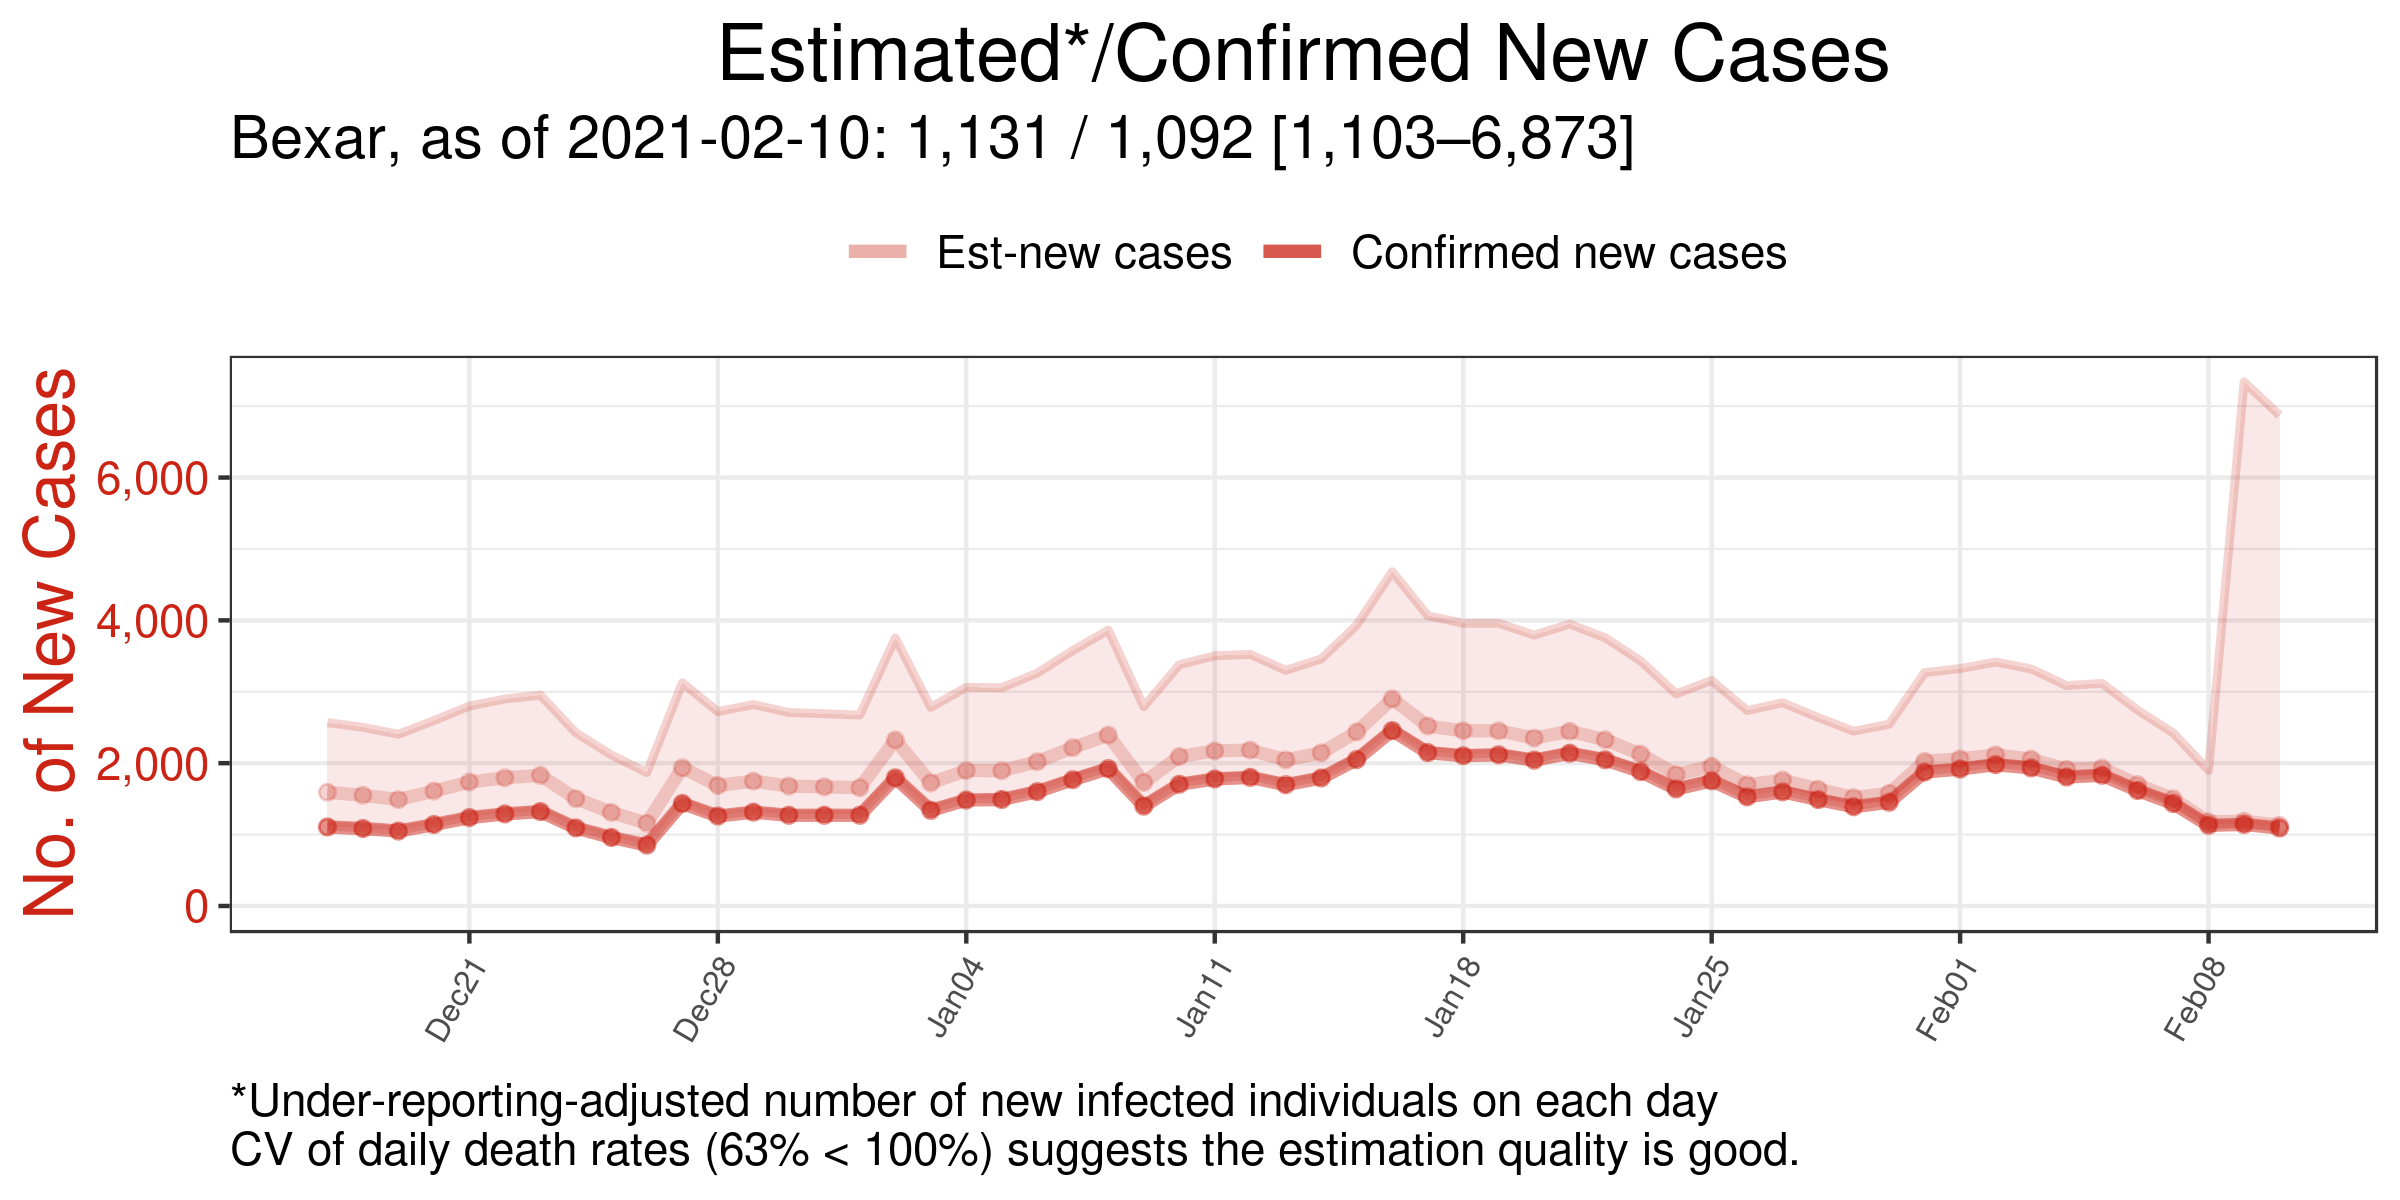 Estimated*/Confirmed New Cases
Bexar, as of 2021-02-10: 1,131 / 1,092 [1,103–6,873]
Est-new cases Confirmed new cases
No. of New Cases
6,000
4,000
2,000
0
Dec21 Dec28 Jan04 Jan11 Jan18 Jan25 Feb01 Feb08
*Under-reporting-adjusted number of new infected individuals on each day
CV of daily death rates (63% < 100%) suggests the estimation quality is good.